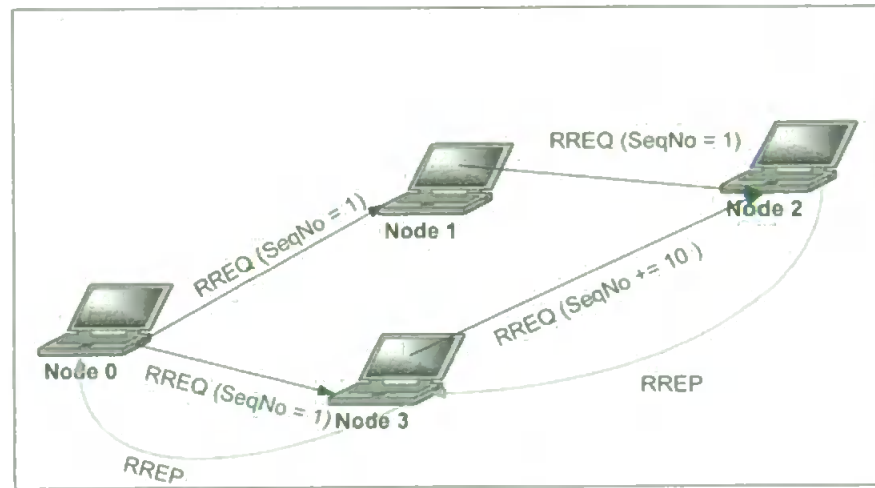 RREQ (SeqNo = 1)
Node 2
Node 1
RREQ (SeqNo = 1)
RREQ (SeqNo += 10 )
Node 0
RREQ (SeqNo = 1)
Node 3
RREP
RREP